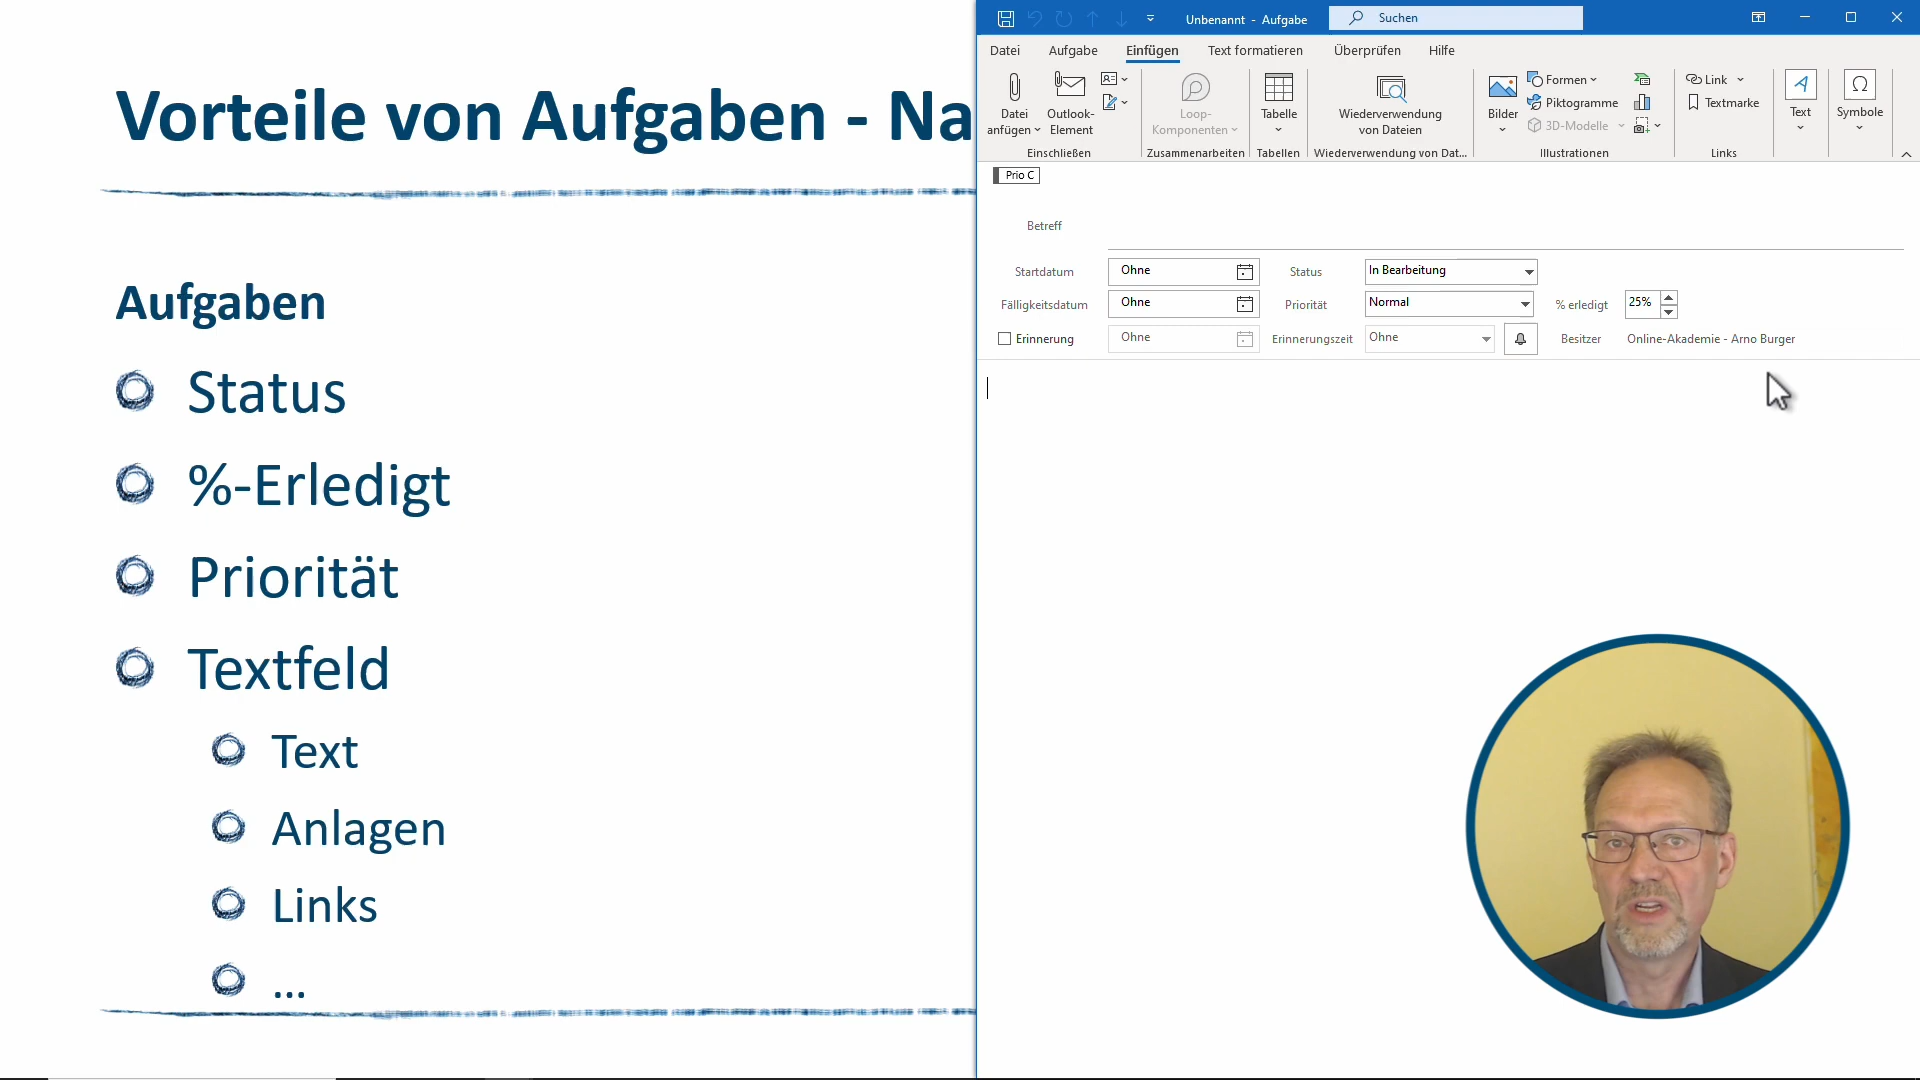 Vorteile von Aufgaben - Na
Aufgaben
Status
%-Erledigt
Priorität
Textfeld
Text
Anlagen
Links
...
Unbenannt - Aufgabe
Suchen
Datei Aufgabe Einfügen Text formatieren Überprüfen Hilfe
Datei anfügen
Outlook-Element
Einschließen
Loop-Komponenten
Zusammenarbeiten
Tabelle
Tabellen
Wiederverwendung von Dateien
Wiederverwendung von Dat...
Bilder
Formen
Piktogramme
3D-Modelle
Illustrationen
Link
Textmarke
Links
Text
Symbole
Prio C
Betreff
Startdatum Ohne Status In Bearbeitung
Fälligkeitsdatum Ohne Priorität Normal % erledigt 25%
Erinnerung Ohne Erinnerungszeit Ohne Besitzer Online-Akademie - Arno Burger